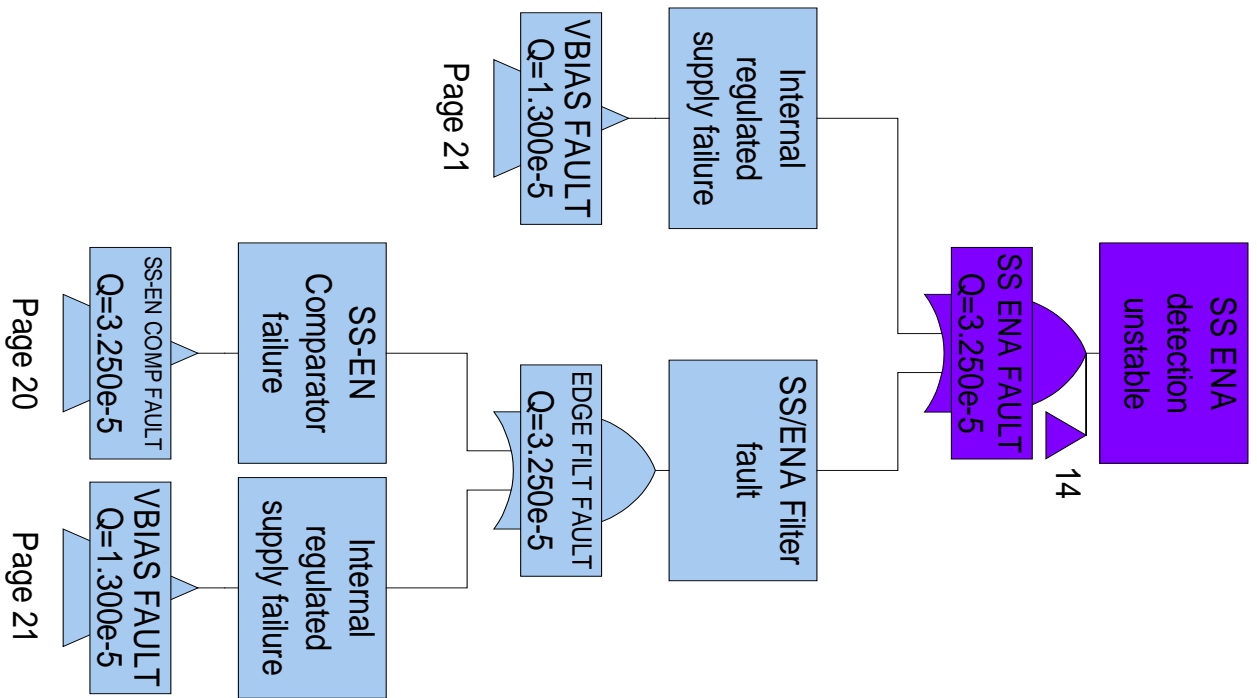 SS ENA
detection
unstable
14
SS ENA FAULT
Q=3.250e-5
Internal
regulated
supply failure
VBIAS FAULT
Q=1.300e-5
Page 21
SS/ENA Filter
fault
EDGE FILT FAULT
Q=3.250e-5
SS-EN
Comparator
failure
SS-EN COMP FAULT
Q=3.250e-5
Page 20
Internal
regulated
supply failure
VBIAS FAULT
Q=1.300e-5
Page 21